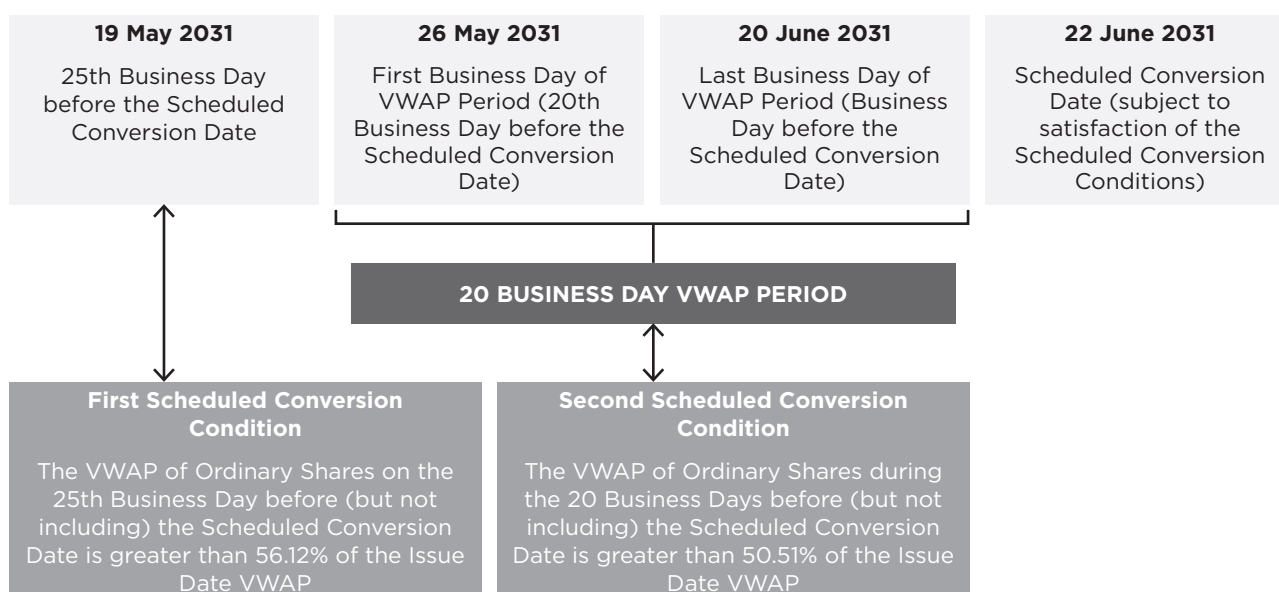 19 May 2031
25th Business Day
before the Scheduled
Conversion Date
26 May 2031
First Business Day of
VWAP Period (20th
Business Day before the
Scheduled Conversion
Date)
20 June 2031
Last Business Day of
VWAP Period (Business
Day before the
Scheduled Conversion
Date)
22 June 2031
Scheduled Conversion
Date (subject to
satisfaction of the
Scheduled Conversion
Conditions)
20 BUSINESS DAY VWAP PERIOD
First Scheduled Conversion
Condition
The VWAP of Ordinary Shares on the
25th Business Day before (but not
including) the Scheduled Conversion
Date is greater than 56.12% of the Issue
Date VWAP
Second Scheduled Conversion
Condition
The VWAP of Ordinary Shares during
the 20 Business Days before (but not
including) the Scheduled Conversion
Date is greater than 50.51% of the Issue
Date VWAP